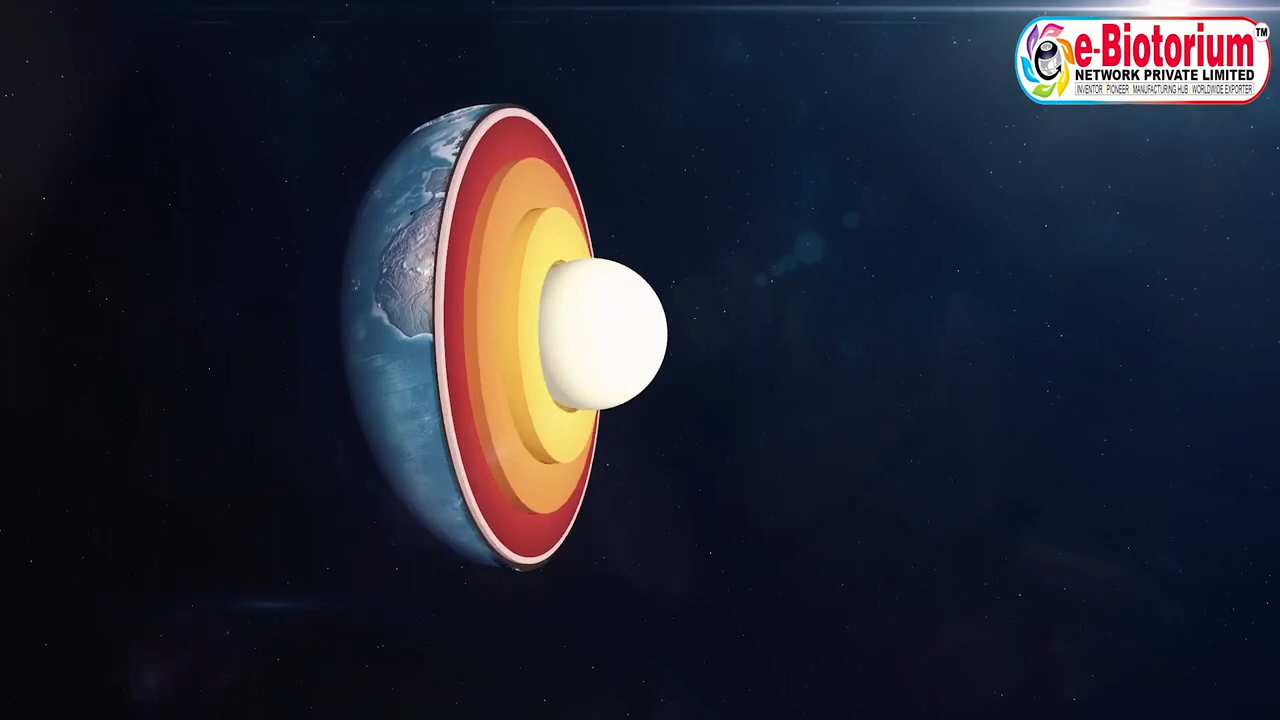 e-Biotorium TM
NETWORK PRIVATE LIMITED
INVENTOR PIONEER MANUFACTURING HUB WORLDWIDE EXPORTER